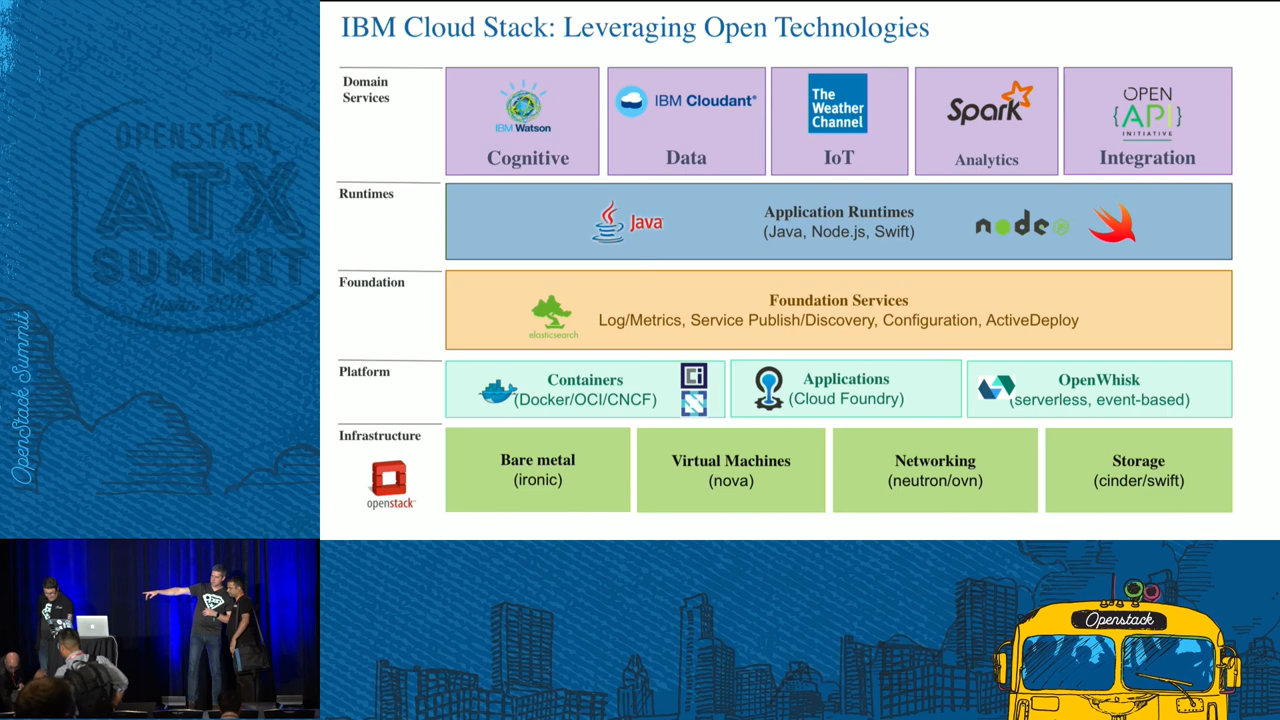 IBM Cloud Stack: Leveraging Open Technologies
Domain
Services
IBM Watson
Cognitive
IBM Cloudant®
Data
The
Weather
Channel
IoT
Spark
Analytics
OPEN
{API}
INITIATIVE
Integration
Runtimes
Java
Application Runtimes
(Java, Node.js, Swift)
node
JS
Foundation
elasticsearch
Foundation Services
Log/Metrics, Service Publish/Discovery, Configuration, ActiveDeploy
Platform
Containers
(Docker/OCI/CNCF)
Applications
(Cloud Foundry)
OpenWhisk
(serverless, event-based)
Infrastructure
openstack
Bare metal
(ironic)
Virtual Machines
(nova)
Networking
(neutron/ovn)
Storage
(cinder/swift)
OPENSTACK
ATX
SUMMIT
Austin 2016
OpenStack Summit
Openstack